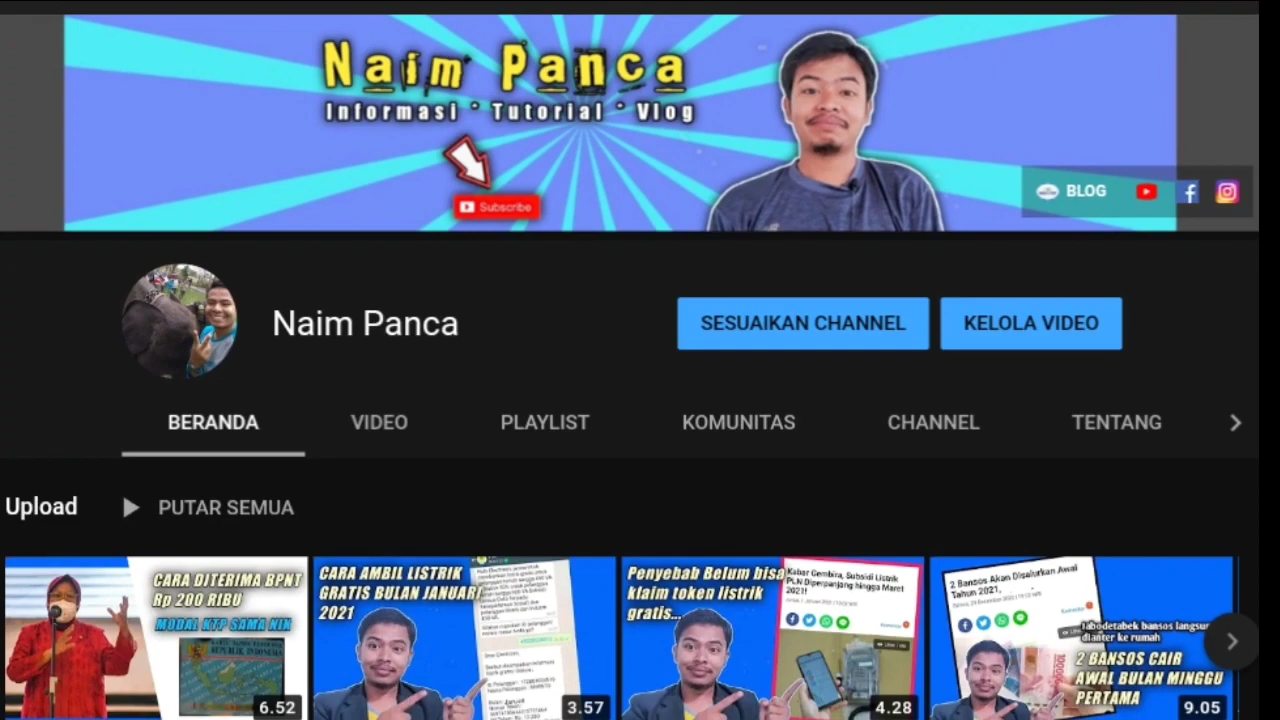 Naim Panca
Informasi * Tutorial * Vlog
Subscribe
BLOG
Naim Panca
SESUAIKAN CHANNEL
KELOLA VIDEO
BERANDA
VIDEO
PLAYLIST
KOMUNITAS
CHANNEL
TENTANG
Upload
PUTAR SEMUA
CARA DITERIMA BPNT
Rp 200 RIBU
MODAL KTP SAMA NIK
REPUBLIK INDONESIA
6.52
CARA AMBIL LISTRIK
GRATIS BULAN JANUARI
2021
3.57
Penyebab Belum bisa
klaim token listrik
gratis...
Kabar Gembira, Subsidi Listrik
PLN Diperpanjang hingga Maret
2021!
4.28
2 Bansos Akan Disalurkan Awal
Tahun 2021,
Jabodetabek bansos langsu
dianter ke rumah
2 BANSOS CAIR
AWAL BULAN MINGGU
PERTAMA
9.05